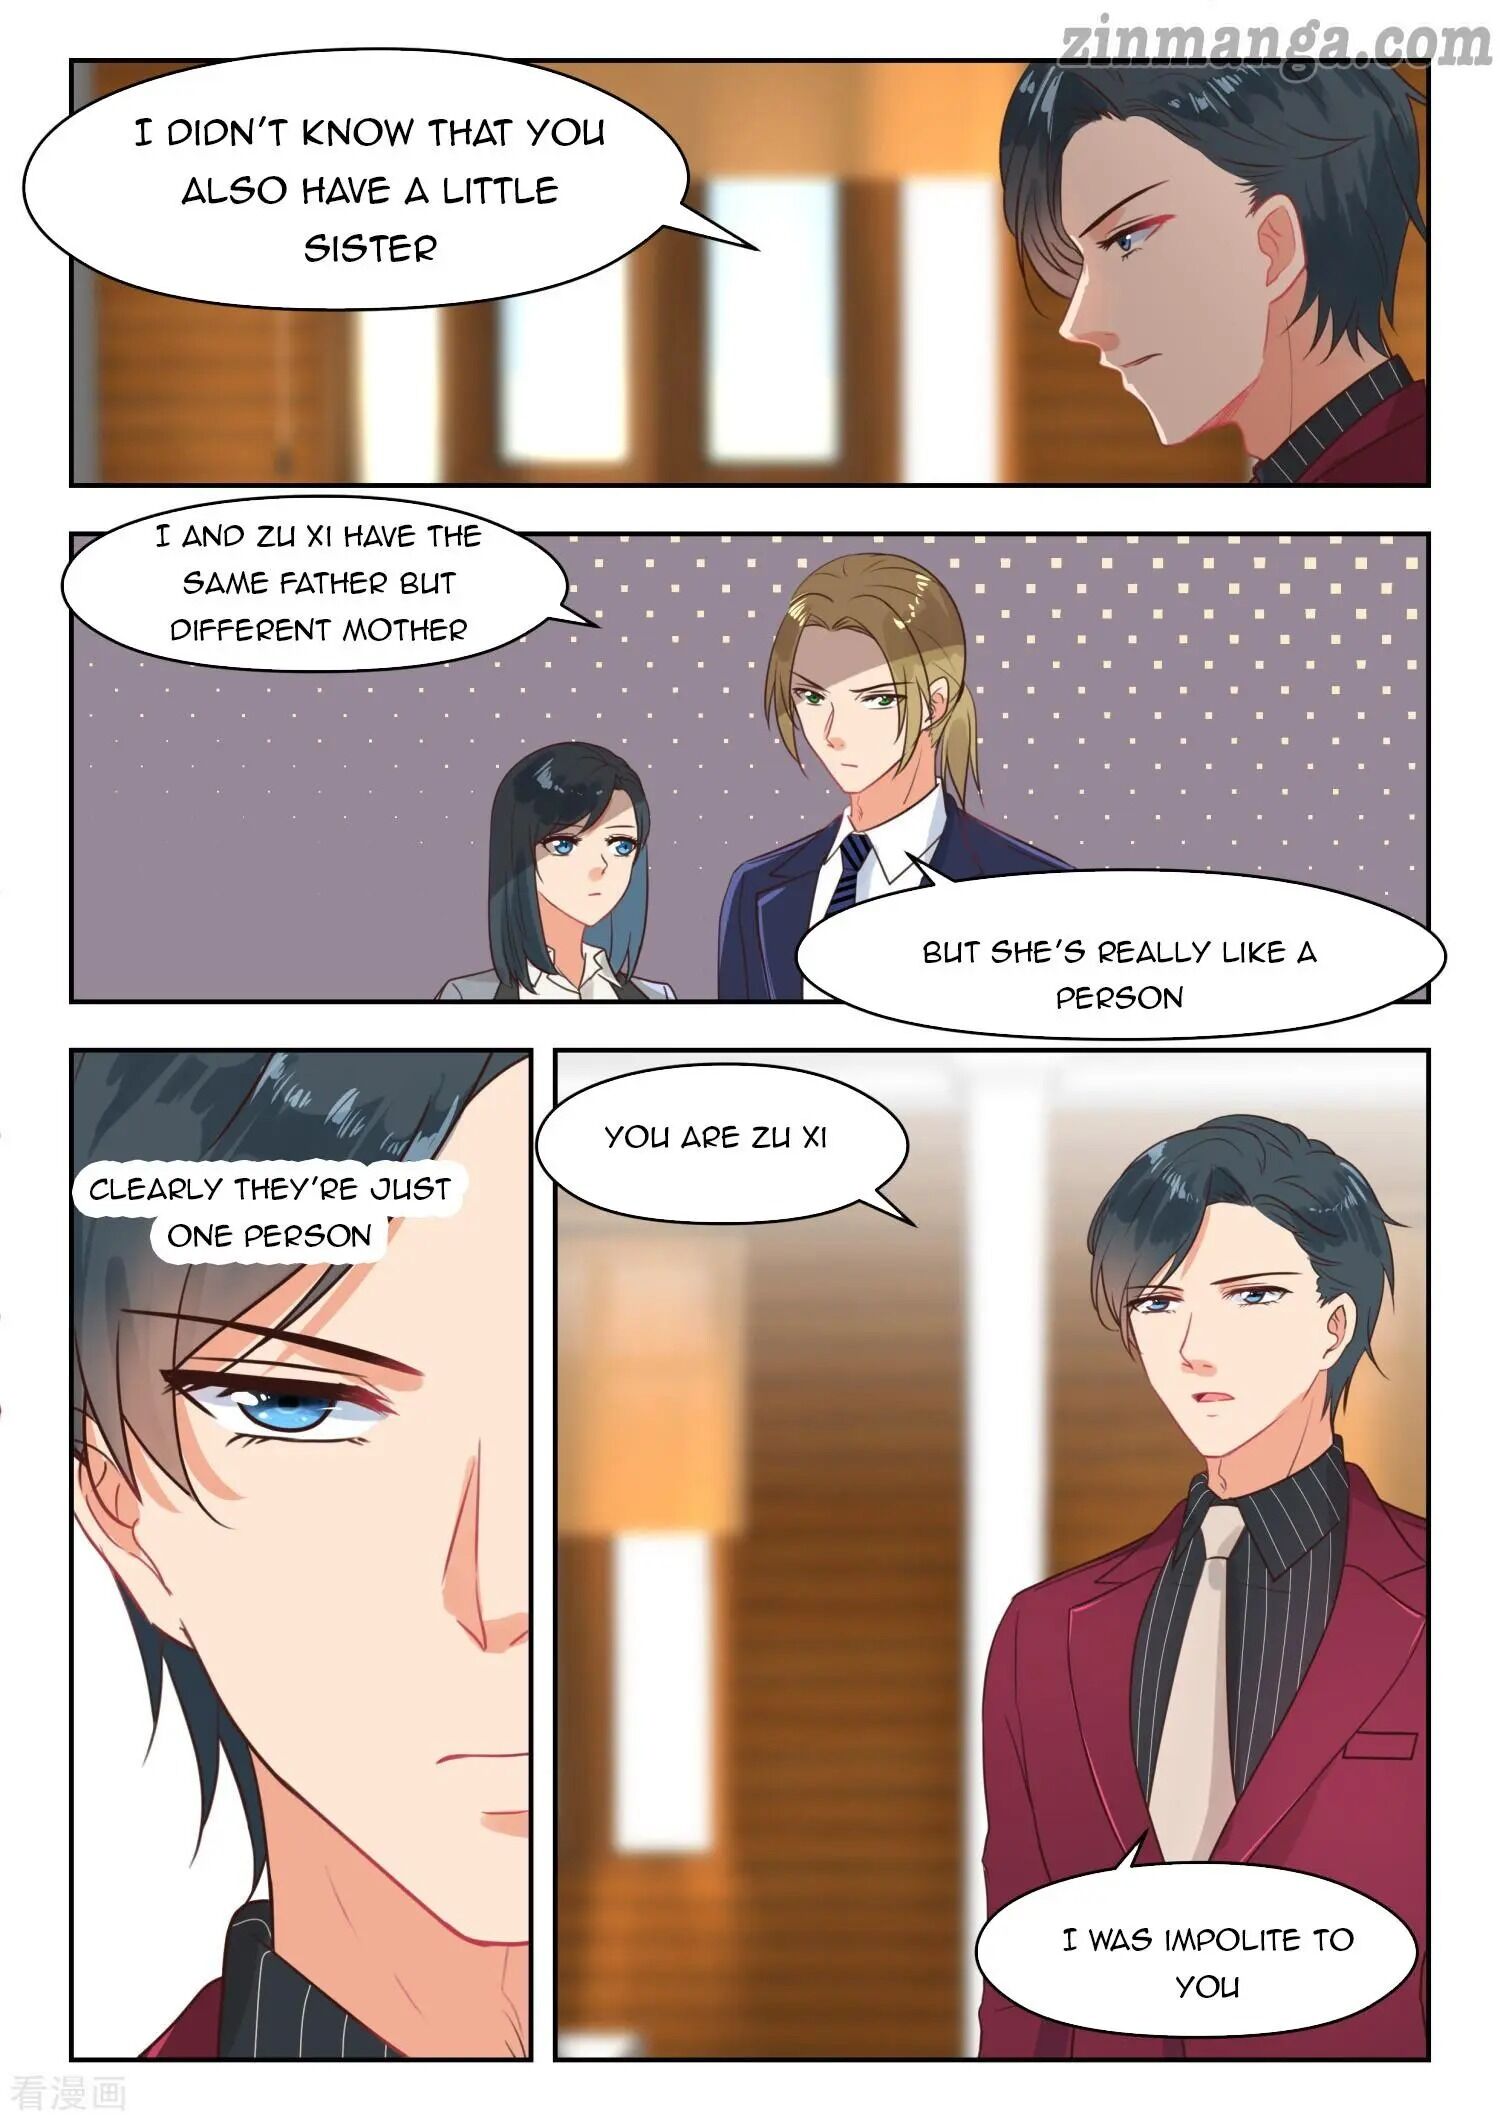 zinmanga.com
I DIDN'T KNOW THAT YOU
ALSO HAVE A LITTLE
SISTER
I AND ZU XI HAVE THE
SAME FATHER BUT
DIFFERENT MOTHER
BUT SHE'S REALLY LIKE A
PERSON
CLEARLY THEY'RE JUST
ONE PERSON
YOU ARE ZU XI
I WAS IMPOLITE TO
YOU
看漫画